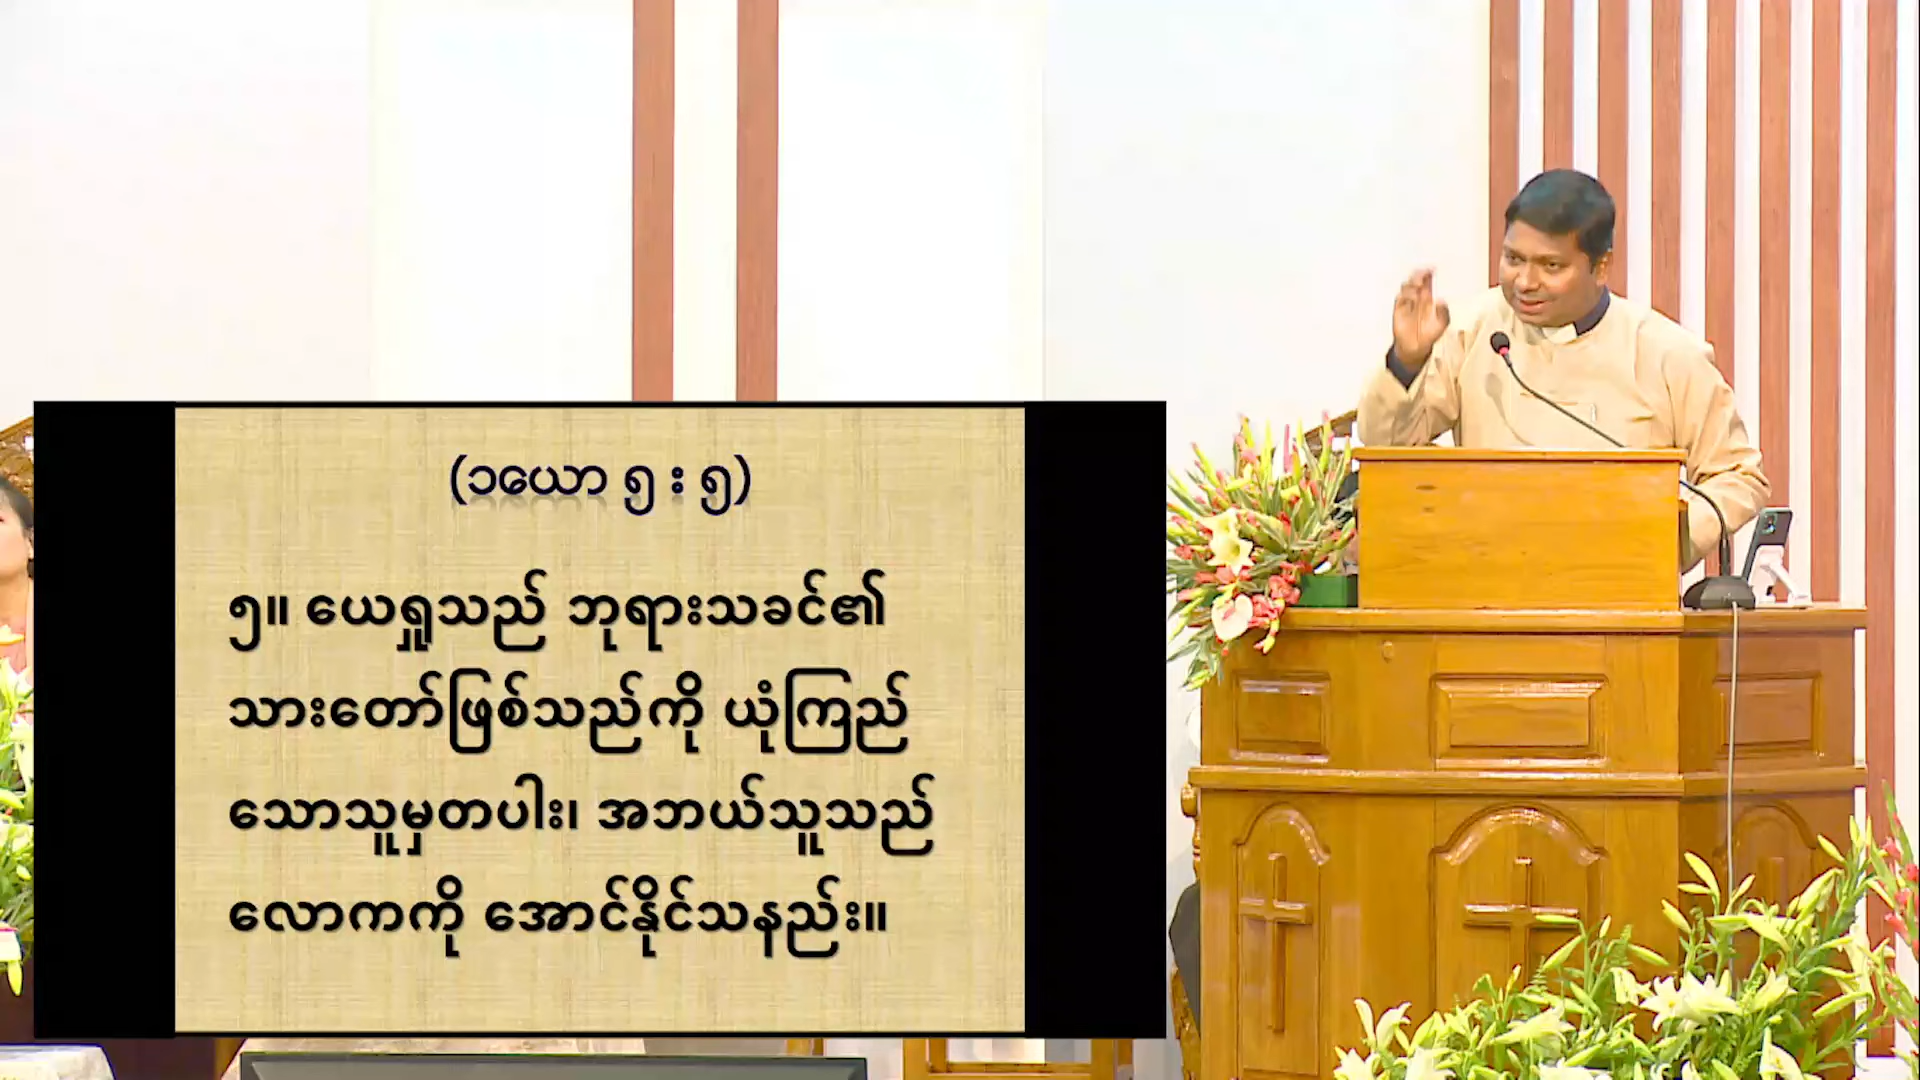 (၁ယော ၅ : ၅)
၅။ ယေရှုသည် ဘုရားသခင်၏
သားတော်ဖြစ်သည်ကို ယုံကြည်
သောသူမှတပါး၊ အဘယ်သူသည်
လောကကို အောင်နိုင်သနည်း။